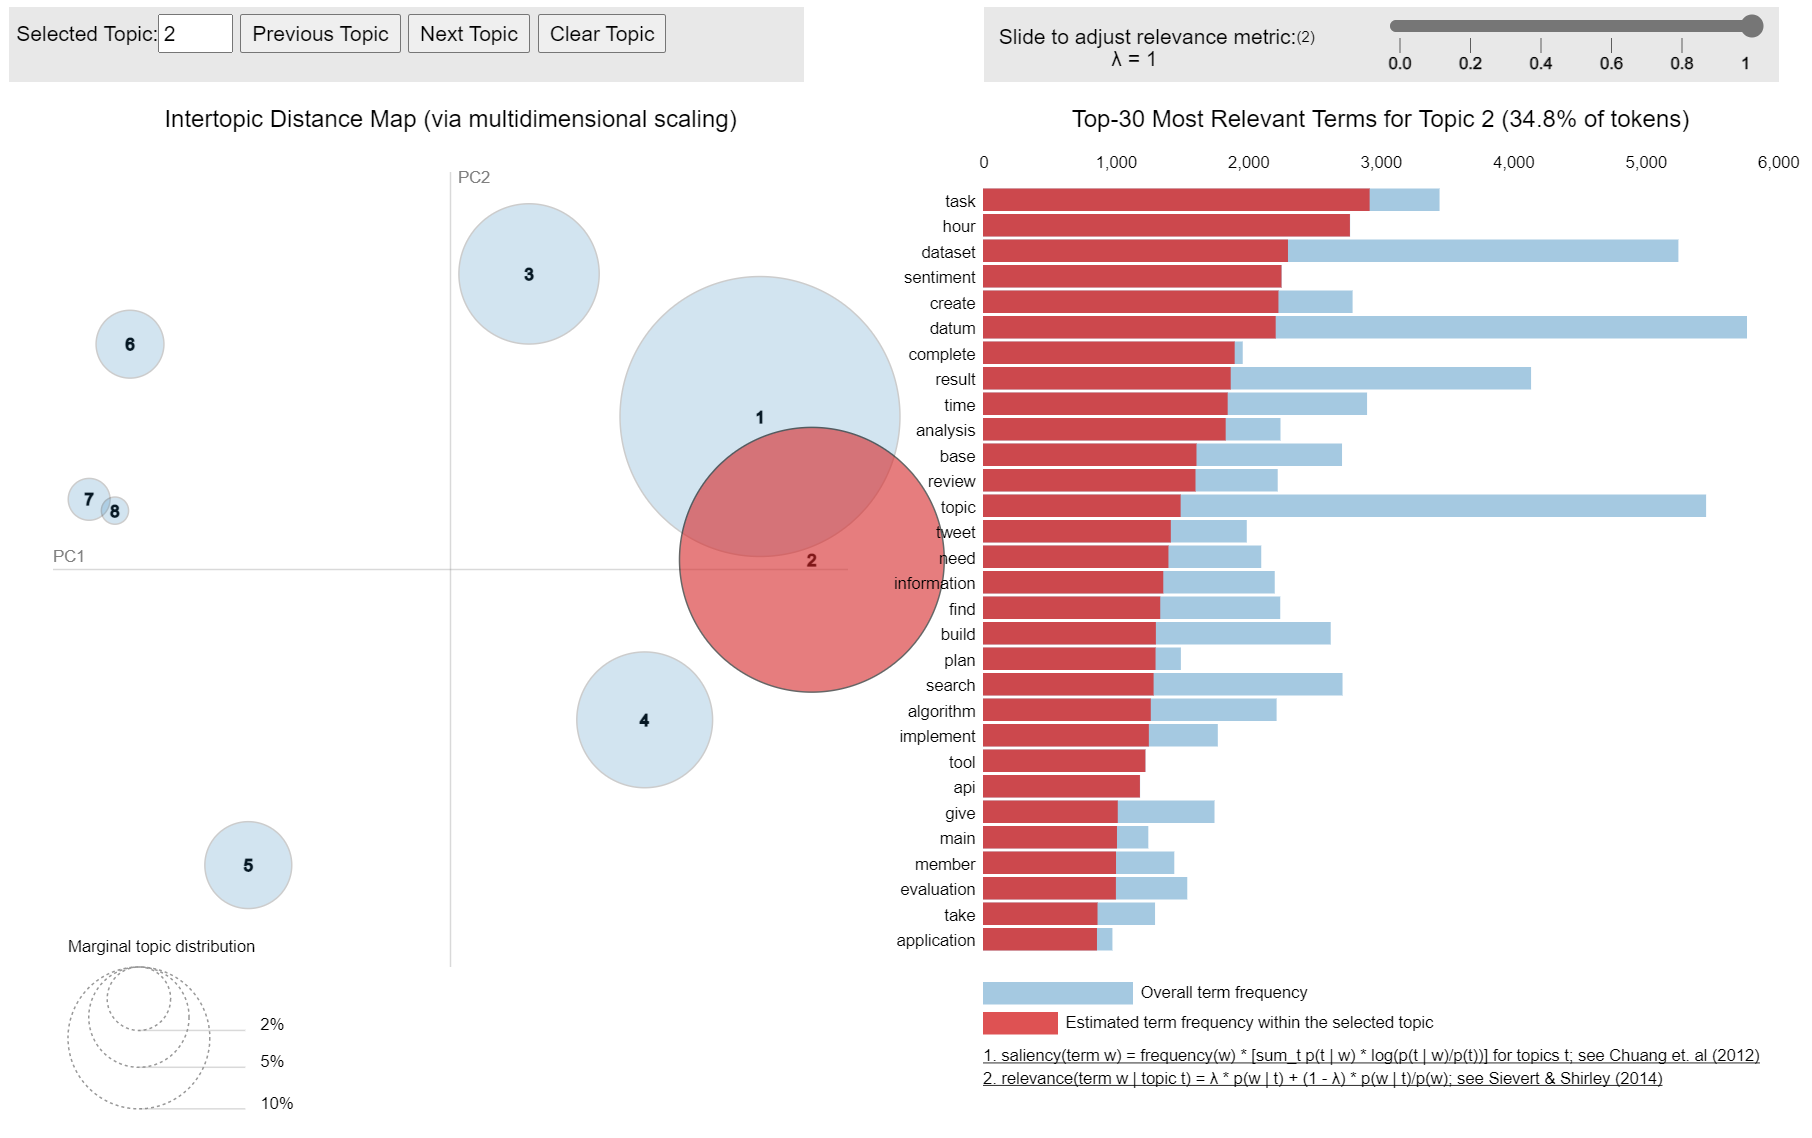 Selected Topic: 2 Previous Topic Next Topic Clear Topic
Slide to adjust relevance metric:(2)
λ = 1
0.0 0.2 0.4 0.6 0.8 1
Intertopic Distance Map (via multidimensional scaling)
PC2
PC1
1
2
3
4
5
6
7
8
Marginal topic distribution
2%
5%
10%
Top-30 Most Relevant Terms for Topic 2 (34.8% of tokens)
0 1,000 2,000 3,000 4,000 5,000 6,000
task
hour
dataset
sentiment
create
datum
complete
result
time
analysis
base
review
topic
tweet
need
information
find
build
plan
search
algorithm
implement
tool
api
give
main
member
evaluation
take
application
Overall term frequency
Estimated term frequency within the selected topic
1. saliency(term w) = frequency(w) * [sum_t p(t | w) * log(p(t | w)/p(t))] for topics t; see Chuang et. al (2012)
2. relevance(term w | topic t) = λ * p(w | t) + (1 - λ) * p(w | t)/p(w); see Sievert & Shirley (2014)